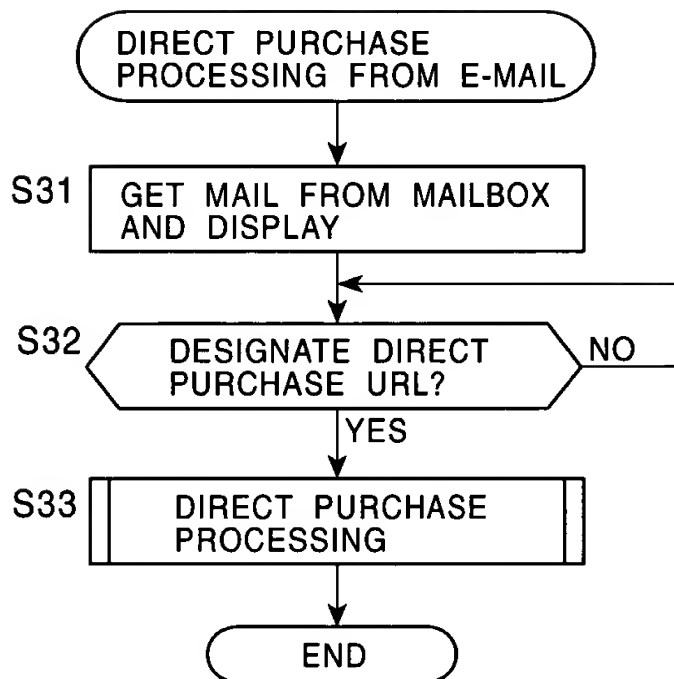 DIRECT PURCHASE
PROCESSING FROM E-MAIL
S31
GET MAIL FROM MAILBOX
AND DISPLAY
S32
DESIGNATE DIRECT
PURCHASE URL?
NO
YES
S33
DIRECT PURCHASE
PROCESSING
END